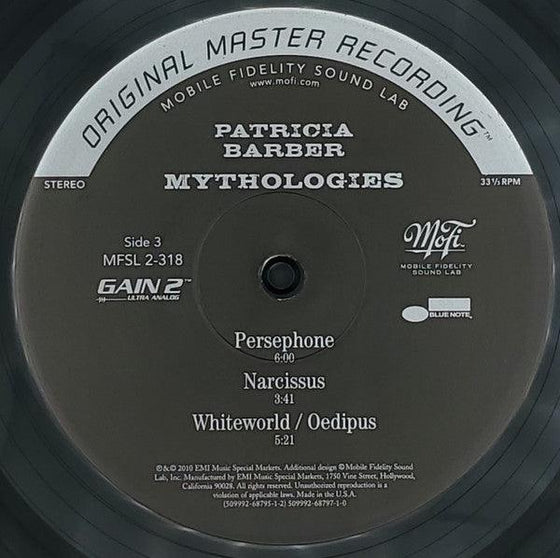 ORIGINAL MASTER RECORDING™
MOBILE FIDELITY SOUND LAB
www.mofi.com
PATRICIA
BARBER
MYTHOLOGIES
STEREO
33⅓ RPM
Side 3
MFSL 2-318
GAIN 2™
ULTRA ANALOG
MoFi
MOBILE FIDELITY
SOUND LAB
BLUE NOTE
Persephone
6:00
Narcissus
3:41
Whiteworld / Oedipus
5:21
℗&© 2010 EMI Music Special Markets. Additional design © Mobile Fidelity Sound
Lab, Inc. Manufactured by EMI Music Special Markets, 1750 Vine Street, Hollywood,
California 90028. All rights reserved. Unauthorized reproduction is a
violation of applicable laws. Made in the U.S.A.
(509992-68795-1-2) 509992-68797-1-0